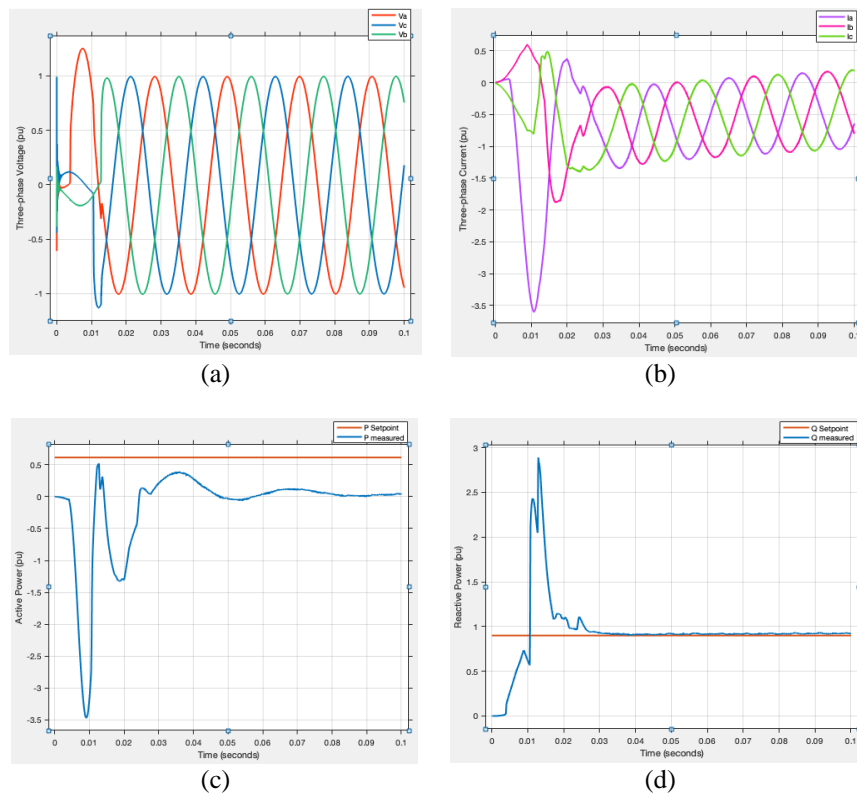 Va
Vc
Vb
1
0.5
0
-0.5
-1
Three-phase Voltage (pu)
0 0.01 0.02 0.03 0.04 0.05 0.06 0.07 0.08 0.09 0.1
Time (seconds)
(a)
Ia
Ib
Ic
0.5
0
-0.5
-1
-1.5
-2
-2.5
-3
-3.5
Three-phase Current (pu)
0 0.01 0.02 0.03 0.04 0.05 0.06 0.07 0.08 0.09 0.1
Time (seconds)
(b)
P Setpoint
P measured
0.5
0
-0.5
-1
-1.5
-2
-2.5
-3
-3.5
Active Power (pu)
0 0.01 0.02 0.03 0.04 0.05 0.06 0.07 0.08 0.09 0.1
Time (seconds)
(c)
Q Setpoint
Q measured
3
2.5
2
1.5
1
0.5
0
Reactive Power (pu)
0 0.01 0.02 0.03 0.04 0.05 0.06 0.07 0.08 0.09 0.1
Time (seconds)
(d)